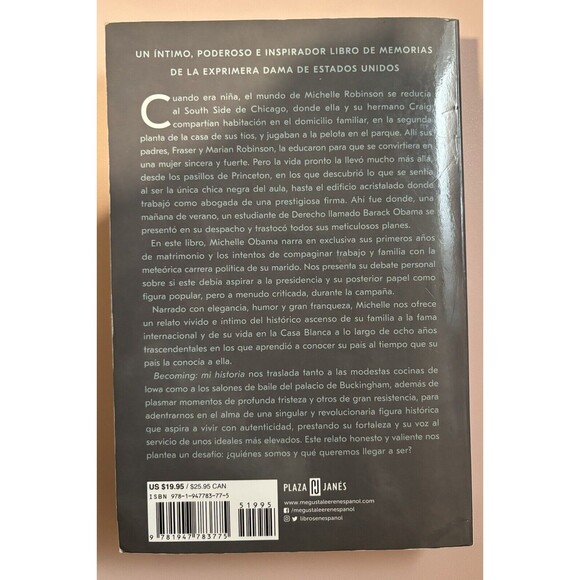 UN ÍNTIMO, PODEROSO E INSPIRADOR LIBRO DE MEMORIAS
DE LA EXPRIMERA DAMA DE ESTADOS UNIDOS
Cuando era niña, el mundo de Michelle Robinson se reducía
al South Side de Chicago, donde ella y su hermano Craig
compartían habitación en el domicilio familiar, en la segunda
planta de la casa de sus tíos, y jugaban a la pelota en el parque. Allí sus
padres, Fraser y Marian Robinson, la educaron para que se convirtiera en
una mujer sincera y fuerte. Pero la vida pronto la llevó mucho más allá,
desde los pasillos de Princeton, en los que descubrió lo que se sentía
al ser la única chica negra del aula, hasta el edificio acristalado donde
trabajó como abogada de una prestigiosa firma. Ahí fue donde, una
mañana de verano, un estudiante de Derecho llamado Barack Obama se
presentó en su despacho y trastocó todos sus meticulosos planes.
En este libro, Michelle Obama narra en exclusiva sus primeros años
de matrimonio y los intentos de compaginar trabajo y familia con la
meteórica carrera política de su marido. Nos presenta su debate personal
sobre si este debía aspirar a la presidencia y su posterior papel como
figura popular, pero a menudo criticada, durante la campaña.
Narrado con elegancia, humor y gran franqueza, Michelle nos ofrece
un relato vívido e íntimo del histórico ascenso de su familia a la fama
internacional y de su vida en la Casa Blanca a lo largo de ocho años
trascendentales en los que aprendió a conocer su país al tiempo que su
país la conocía a ella.
Becoming: mi historia nos traslada tanto a las modestas cocinas de
Iowa como a los salones de baile del palacio de Buckingham, además de
plasmar momentos de profunda tristeza y otros de gran resistencia, para
adentrarnos en el alma de una singular y revolucionaria figura histórica
que aspira a vivir con autenticidad, prestando su fortaleza y su voz al
servicio de unos ideales más elevados. Este relato honesto y valiente nos
plantea un desafío: ¿quiénes somos y qué queremos llegar a ser?
US $19.95 / $25.95 CAN
ISBN 978-1-947783-77-5
51995
9 781947 783775
PLAZA JANÉS
www.megustaleerenespanol.com
megustaleerenespanol
librosenespanol